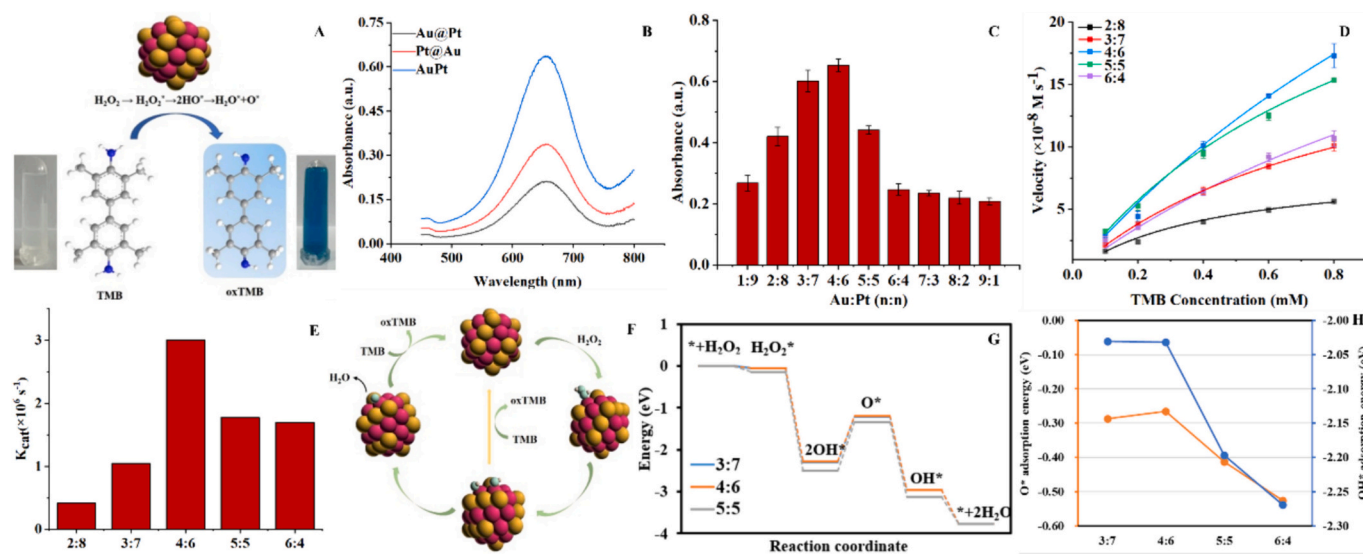 A
H₂O₂ → H₂O₂* → 2HO* → H₂O* + O*
TMB
oxTMB
B
Au@Pt
Pt@Au
AuPt
Absorbance (a.u.)
0.75
0.60
0.45
0.30
0.15
0.00
400 500 600 700 800
Wavelength (nm)
C
Absorbance (a.u.)
0.8
0.6
0.4
0.2
0.0
1:9 2:8 3:7 4:6 5:5 6:4 7:3 8:2 9:1
Au:Pt (n:n)
D
2:8
3:7
4:6
5:5
6:4
Velocity (×10⁻⁸ M s⁻¹)
20
15
10
5
0.0 0.2 0.4 0.6 0.8
TMB Concentration (mM)
E
Kcat(×10⁶ s⁻¹)
3
2
1
0
2:8 3:7 4:6 5:5 6:4
F
oxTMB
TMB
H₂O₂
H₂O
oxTMB
TMB
G
Energy (eV)
1
0
-1
-2
-3
-4
*+H₂O₂
H₂O₂*
2OH*
O*
OH*
*+2H₂O
3:7
4:6
5:5
Reaction coordinate
H
O* adsorption energy (eV)
0.00
-0.10
-0.20
-0.30
-0.40
-0.50
-0.60
OH* adsorption energy (eV)
-2.00
-2.05
-2.10
-2.15
-2.20
-2.25
-2.30
3:7 4:6 5:5 6:4